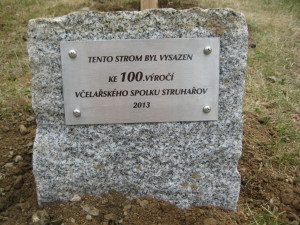 TENTO STROM BYL VYSAZEN
KE 100.VÝROČÍ
VČELAŘSKÉHO SPOLKU STRUHAŘOV
2013